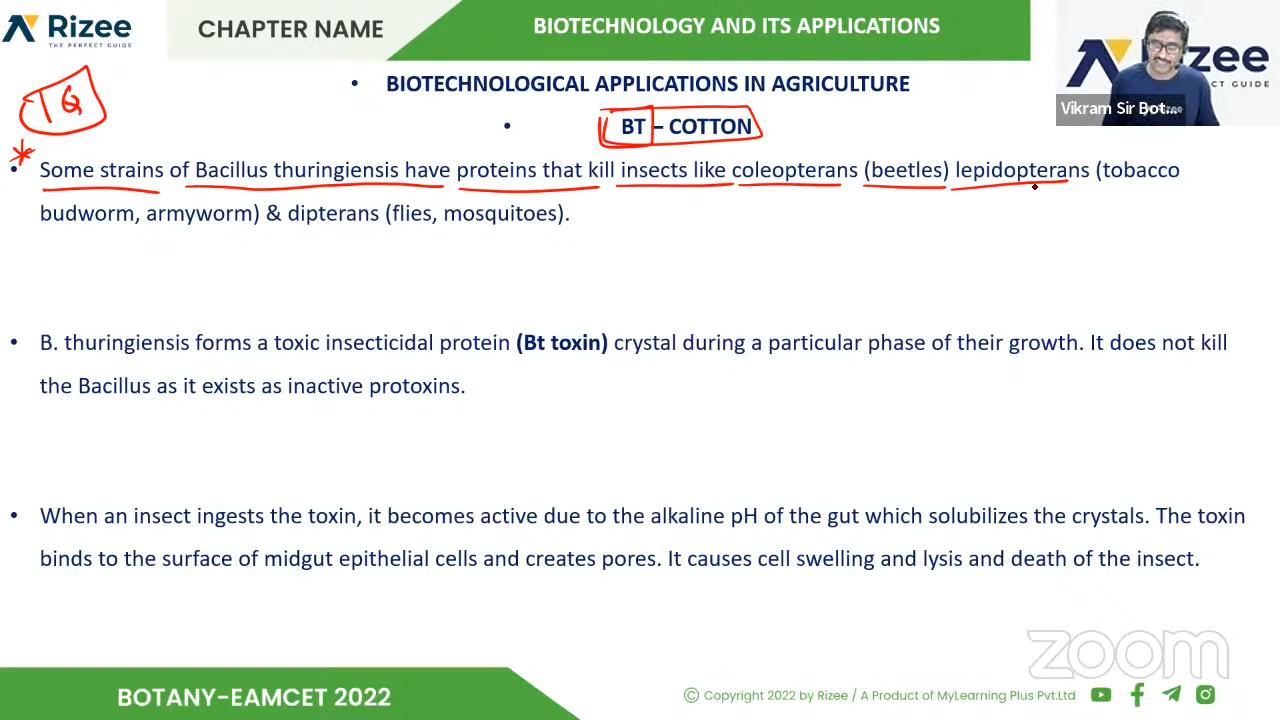 Rizee
THE PERFECT GUIDE
CHAPTER NAME
BIOTECHNOLOGY AND ITS APPLICATIONS
Rizee
GUIDE
Vikram Sir Bot...
• BIOTECHNOLOGICAL APPLICATIONS IN AGRICULTURE
TQ
• BT – COTTON
• Some strains of Bacillus thuringiensis have proteins that kill insects like coleopterans (beetles) lepidopterans (tobacco
budworm, armyworm) & dipterans (flies, mosquitoes).
• B. thuringiensis forms a toxic insecticidal protein (Bt toxin) crystal during a particular phase of their growth. It does not kill
the Bacillus as it exists as inactive protoxins.
• When an insect ingests the toxin, it becomes active due to the alkaline pH of the gut which solubilizes the crystals. The toxin
binds to the surface of midgut epithelial cells and creates pores. It causes cell swelling and lysis and death of the insect.
zoom
BOTANY-EAMCET 2022
© Copyright 2022 by Rizee / A Product of MyLearning Plus Pvt.Ltd